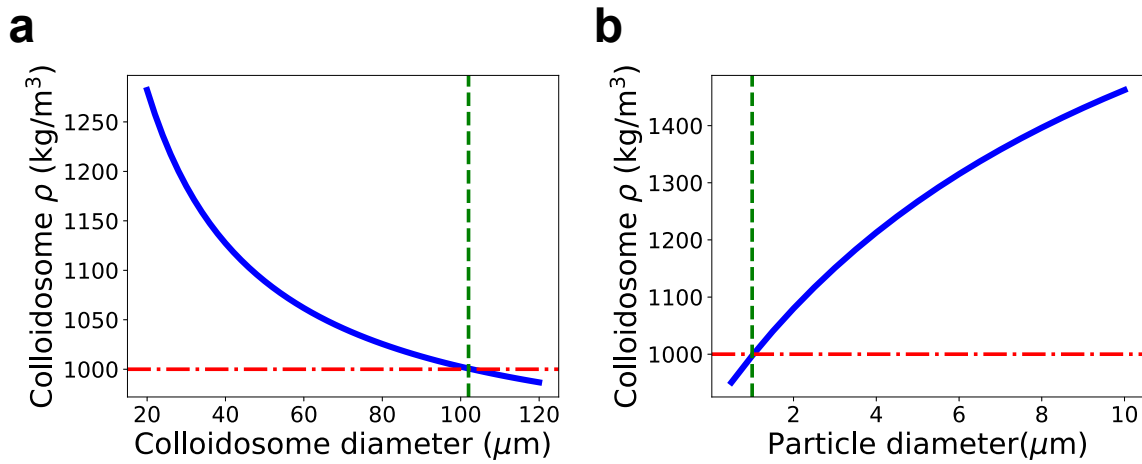 a
Colloidosome ρ (kg/m³)
1250
1200
1150
1100
1050
1000
20 40 60 80 100 120
Colloidosome diameter (μm)
b
Colloidosome ρ (kg/m³)
1400
1300
1200
1100
1000
2 4 6 8 10
Particle diameter(μm)